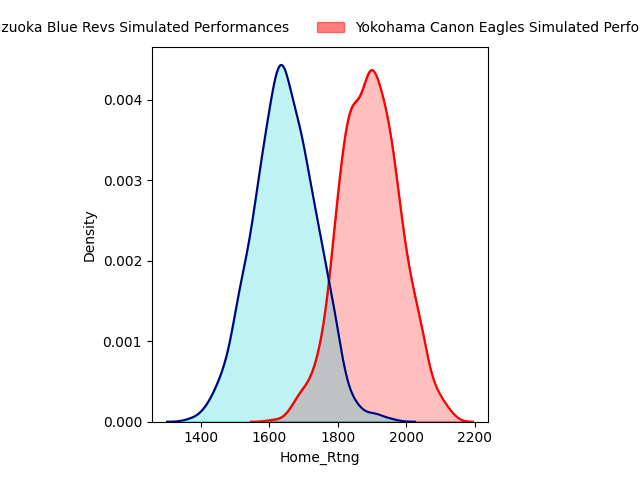 zuoka Blue Revs Simulated Performances
Yokohama Canon Eagles Simulated Perfo
0.004
0.003
0.002
0.001
0.000
Density
1400 1600 1800 2000 2200
Home_Rtng